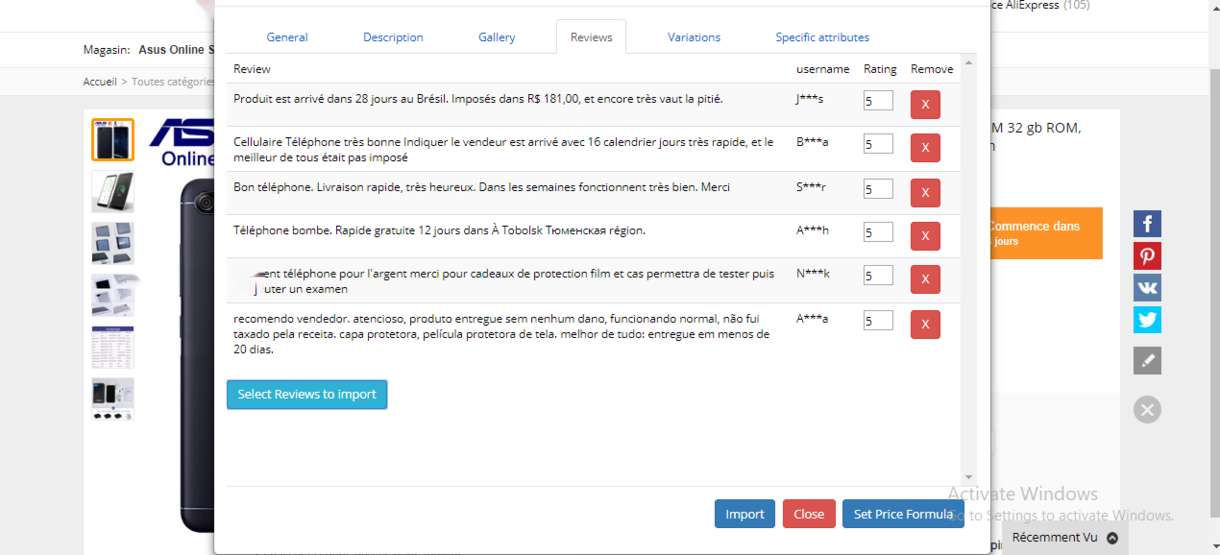 ce AliExpress (105)
General Description Gallery Reviews Variations Specific attributes
Magasin: Asus Online S
Review username Rating Remove
Accueil > Toutes catégories
Produit est arrivé dans 28 jours au Brésil. Imposés dans R$ 181,00, et encore très vaut la pitié. J***s 5 X
ASUS
Online
M 32 gb ROM,
Cellulaire Téléphone très bonne Indiquer le vendeur est arrivé avec 16 calendrier jours très rapide, et le
meilleur de tous était pas imposé
B***a 5 X
Bon téléphone. Livraison rapide, très heureux. Dans les semaines fonctionnent très bien. Merci S***r 5 X
Téléphone bombe. Rapide gratuite 12 jours dans À Tobolsk Тюменская région. A***h 5 X
Commence dans
jours
ent téléphone pour l'argent merci pour cadeaux de protection film et cas permettra de tester puis
j uter un examen
N***k 5 X
recomendo vendedor. atencioso, produto entregue sem nenhum dano, funcionando normal, não fui
taxado pela receita. capa protetora, película protetora de tela. melhor de tudo: entregue em menos de
20 dias.
A***a 5 X
Select Reviews to import
Import Close Set Price Formula
Activate Windows
Go to Settings to activate Windows.
Récemment Vu